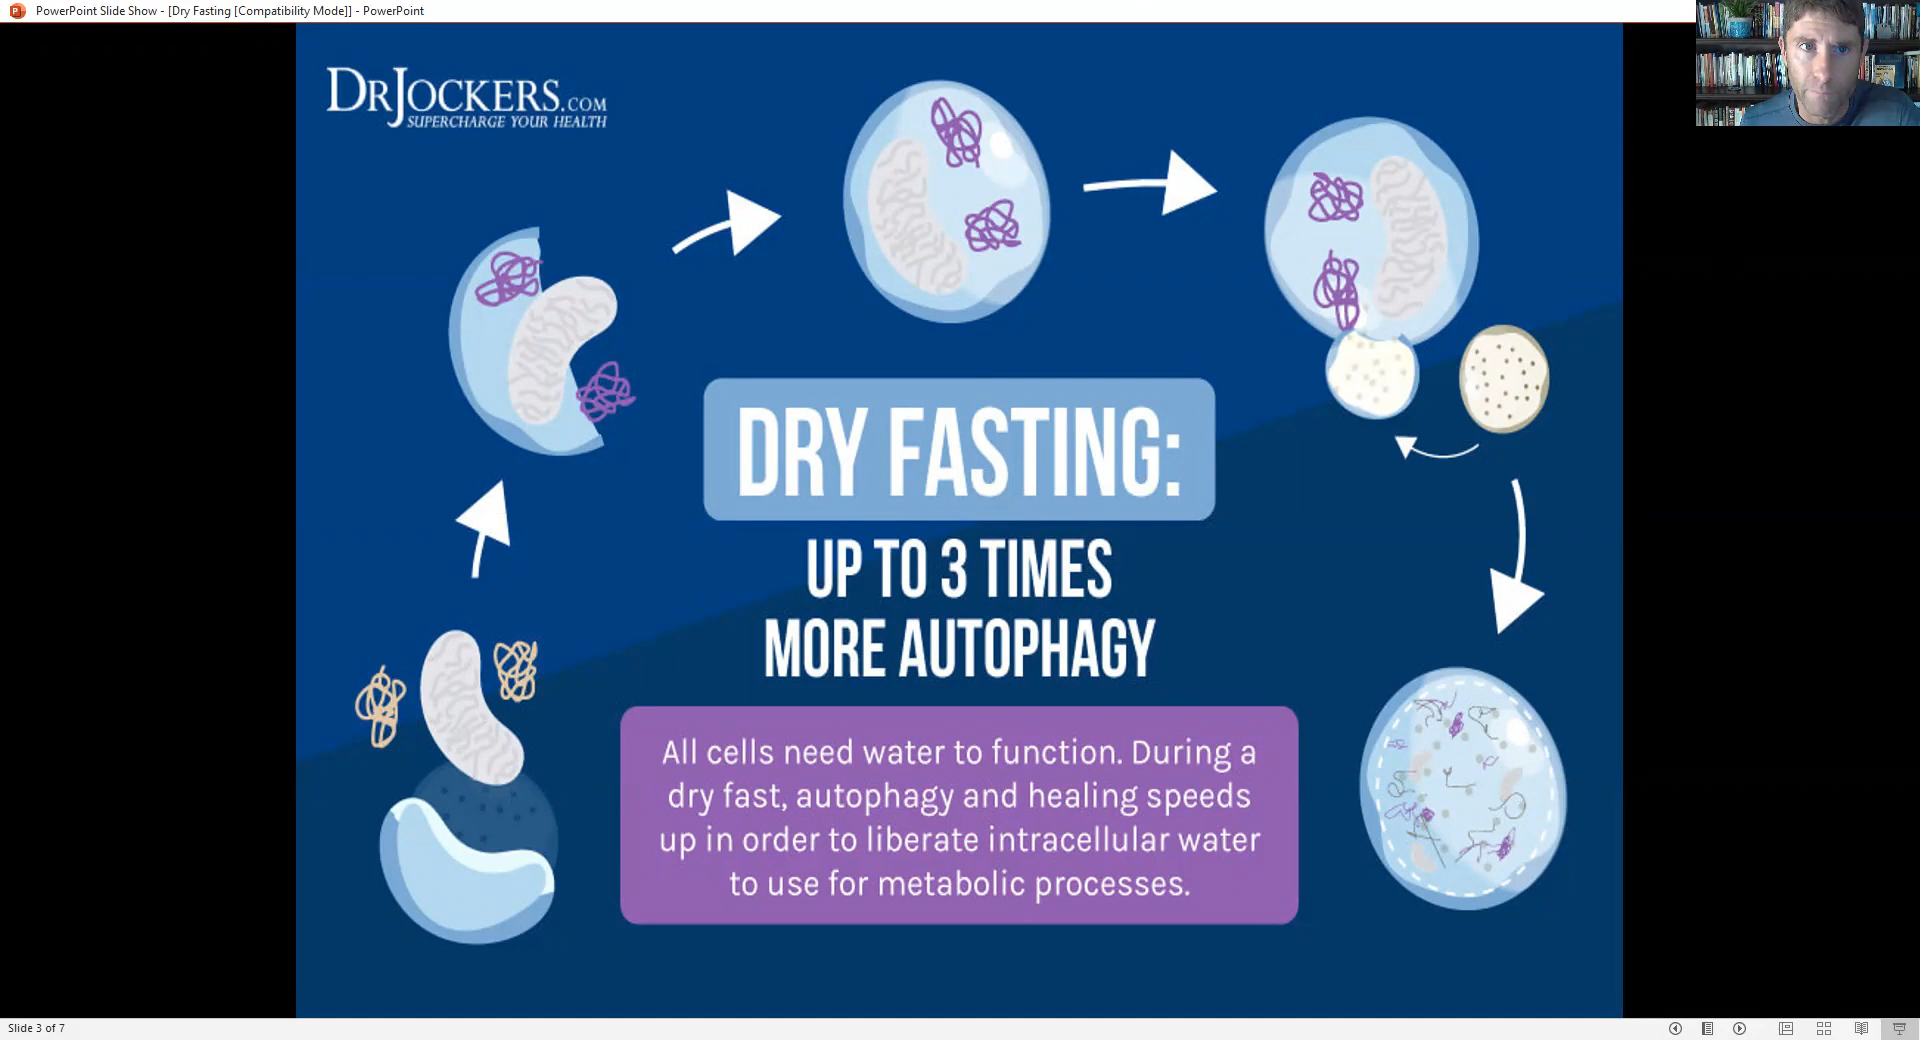 PowerPoint Slide Show - [Dry Fasting [Compatibility Mode]] - PowerPoint
DRJOCKERS.COM
SUPERCHARGE YOUR HEALTH
DRY FASTING:
UP TO 3 TIMES
MORE AUTOPHAGY
All cells need water to function. During a
dry fast, autophagy and healing speeds
up in order to liberate intracellular water
to use for metabolic processes.
Slide 3 of 7